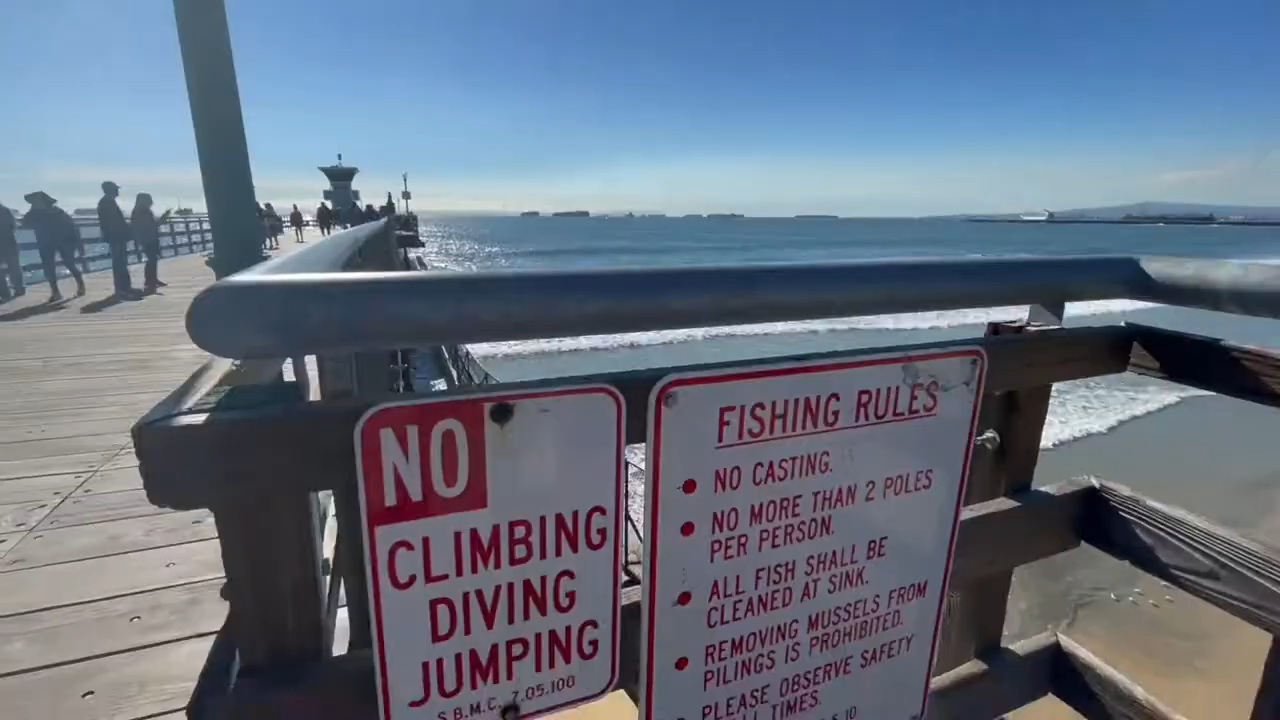 NO
CLIMBING
DIVING
JUMPING
S.B.M.C. 7.05.100
FISHING RULES
NO CASTING.
NO MORE THAN 2 POLES
PER PERSON.
ALL FISH SHALL BE
CLEANED AT SINK.
REMOVING MUSSELS FROM
PILINGS IS PROHIBITED.
PLEASE OBSERVE SAFETY
TIMES.